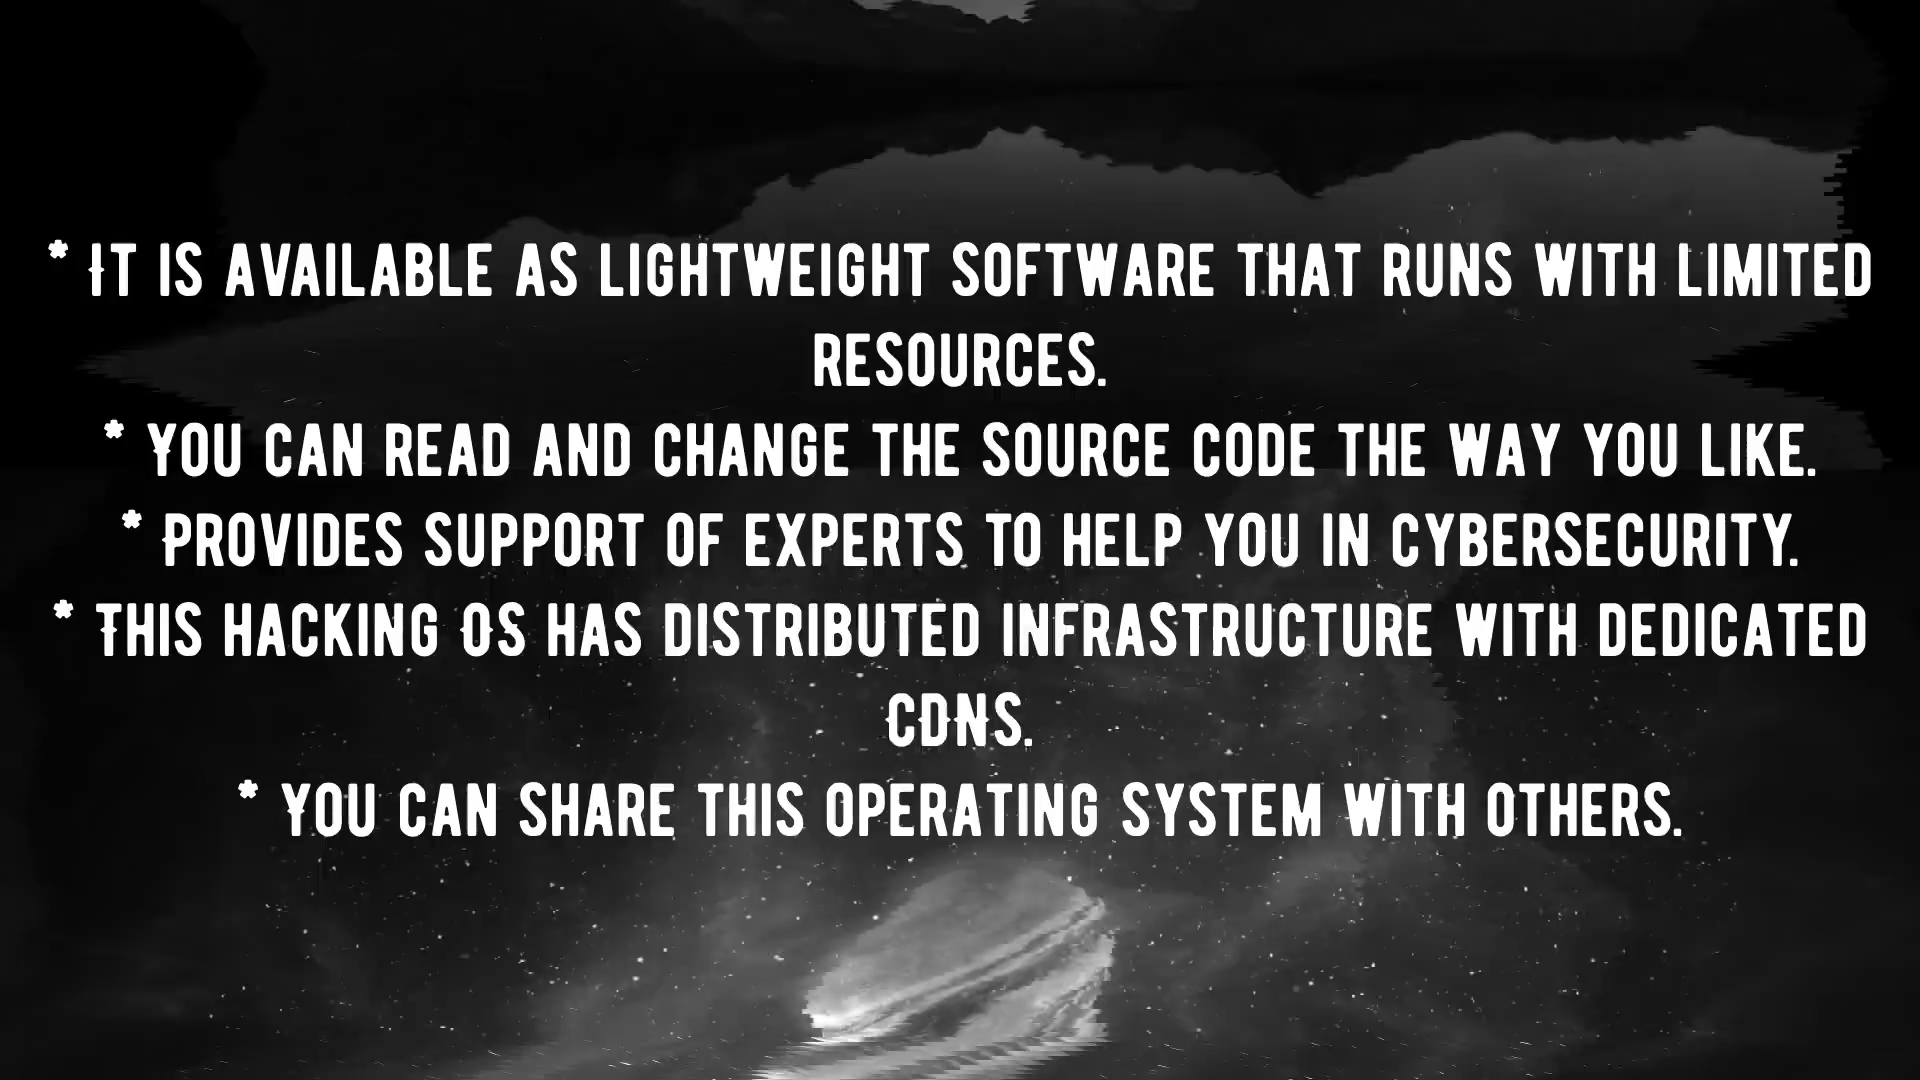 * It is available as lightweight software that runs with limited
resources.
* You can read and change the source code the way you like.
* Provides support of experts to help you in cybersecurity.
* This hacking OS has distributed infrastructure with dedicated
CDNs.
* You can share this operating system with others.